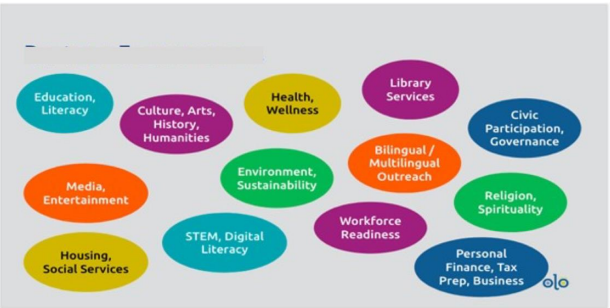 Education,
Literacy
Culture, Arts,
History,
Humanities
Health,
Wellness
Library
Services
Civic
Participation,
Governance
Media,
Entertainment
Environment,
Sustainability
Bilingual /
Multilingual
Outreach
Religion,
Spirituality
Housing,
Social Services
STEM, Digital
Literacy
Workforce
Readiness
Personal
Finance, Tax
Prep, Business
olo